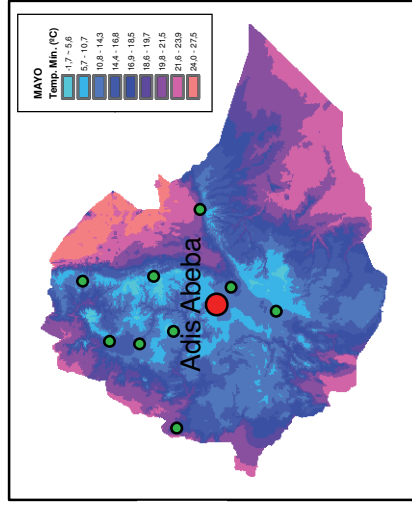 MAYO
Temp. Mín. (ºC)
-1,7 - 5,6
5,7 - 10,7
10,8 - 14,3
14,4 - 16,8
16,9 - 18,5
18,6 - 19,7
19,8 - 21,5
21,6 - 23,9
24,0 - 27,5
Adis Abeba